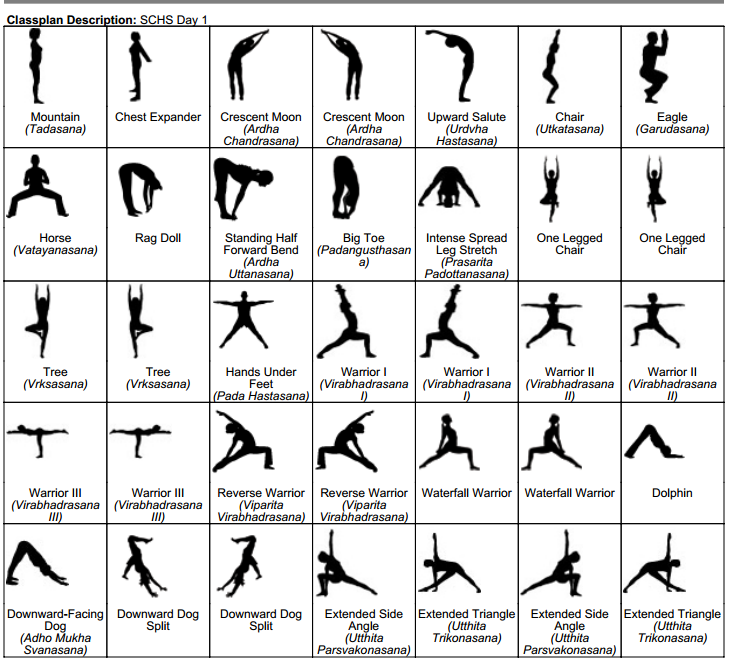 Classplan Description: SCHS Day 1
Mountain
(Tadasana)
Chest Expander
Crescent Moon
(Ardha
Chandrasana)
Crescent Moon
(Ardha
Chandrasana)
Upward Salute
(Urdvha
Hastasana)
Chair
(Utkatasana)
Eagle
(Garudasana)
Horse
(Vatayanasana)
Rag Doll
Standing Half
Forward Bend
(Ardha
Uttanasana)
Big Toe
(Padangusthasan
a)
Intense Spread
Leg Stretch
(Prasarita
Padottanasana)
One Legged
Chair
One Legged
Chair
Tree
(Vrksasana)
Tree
(Vrksasana)
Hands Under
Feet
(Pada Hastasana)
Warrior I
(Virabhadrasana
I)
Warrior I
(Virabhadrasana
I)
Warrior II
(Virabhadrasana
II)
Warrior II
(Virabhadrasana
II)
Warrior III
(Virabhadrasana
III)
Warrior III
(Virabhadrasana
III)
Reverse Warrior
(Viparita
Virabhadrasana)
Reverse Warrior
(Viparita
Virabhadrasana)
Waterfall Warrior
Waterfall Warrior
Dolphin
Downward-Facing
Dog
(Adho Mukha
Svanasana)
Downward Dog
Split
Downward Dog
Split
Extended Side
Angle
(Utthita
Parsvakonasana)
Extended Triangle
(Utthita
Trikonasana)
Extended Side
Angle
(Utthita
Parsvakonasana)
Extended Triangle
(Utthita
Trikonasana)